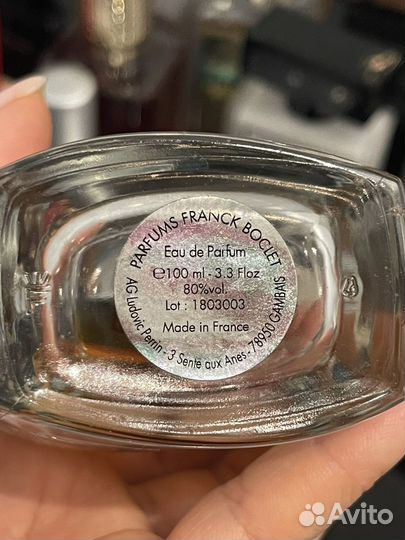 PARFUMS FRANCK BOCLET
Eau de Parfum
℮100 ml - 3.3 Floz
80%vol.
Lot : 1803003
Made in France
AG Ludovic Perrin - 3 Sente aux Anes - 78950 GAMBAIS
Avito